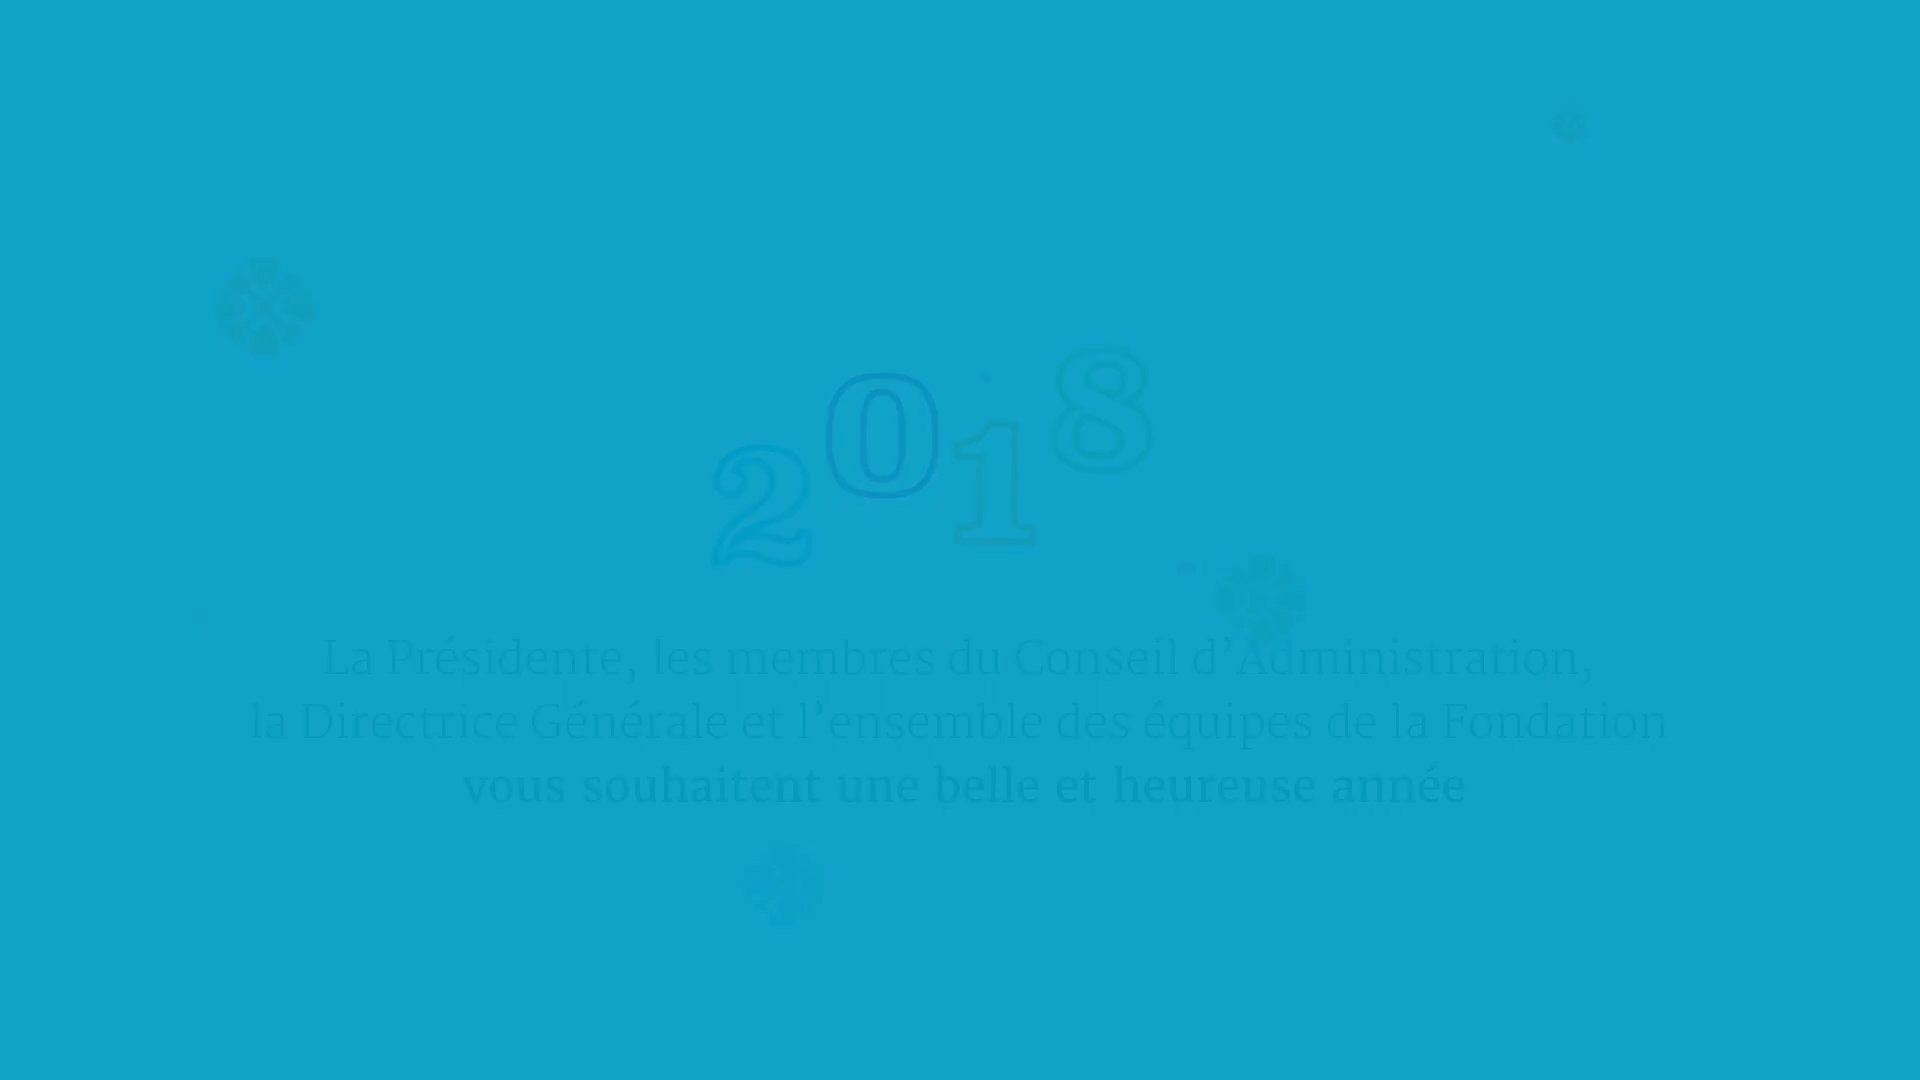 2018
La Présidente, les membres du Conseil d’Administration,
la Directrice Générale et l’ensemble des équipes de la Fondation
vous souhaitent une belle et heureuse année